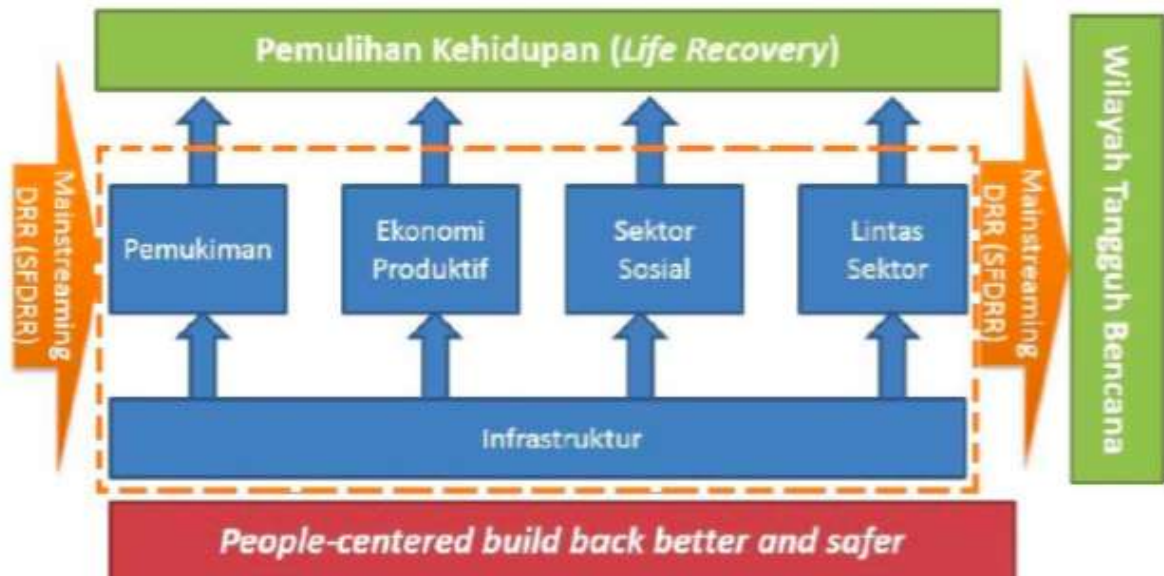 Pemulihan Kehidupan (Life Recovery)
Mainstreaming
DRR (SFDRR)
Pemukiman
Ekonomi
Produktif
Sektor
Sosial
Lintas
Sektor
Mainstreaming
DRR (SFDRR)
Wilayah Tangguh Bencana
Infrastruktur
People-centered build back better and safer